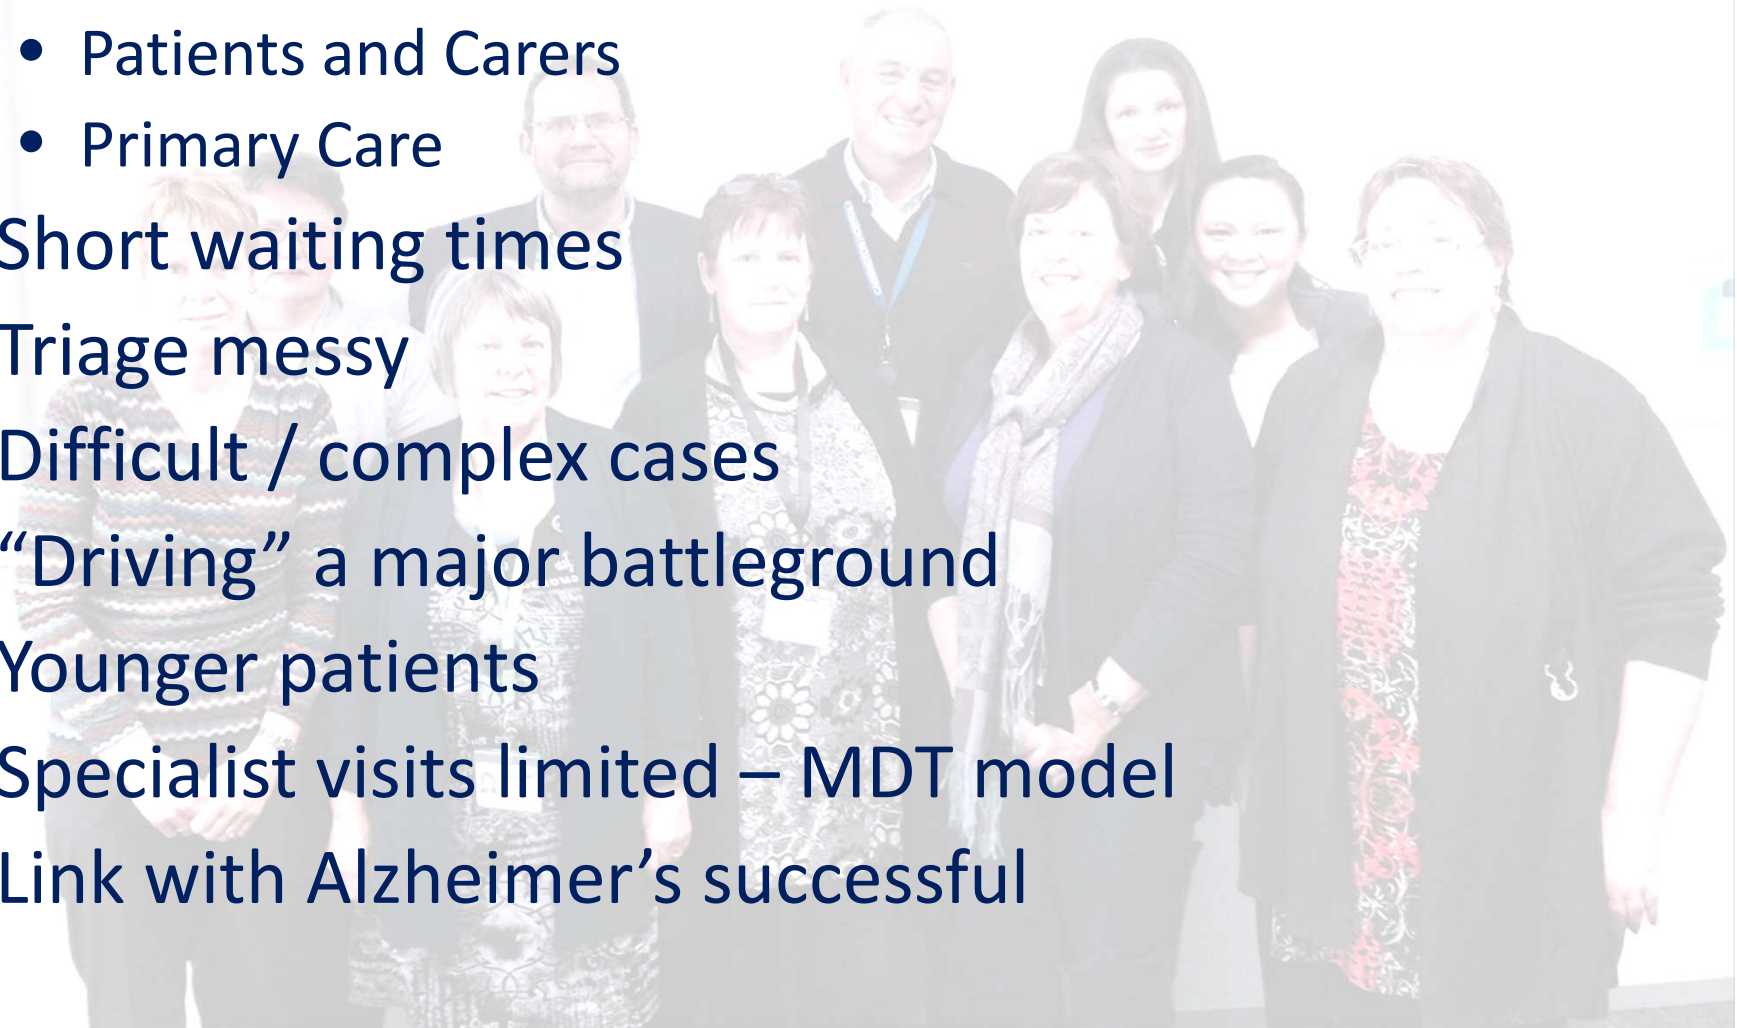 • Patients and Carers
• Primary Care
Short waiting times
Triage messy
Difficult / complex cases
“Driving” a major battleground
Younger patients
Specialist visits limited – MDT model
Link with Alzheimer’s successful